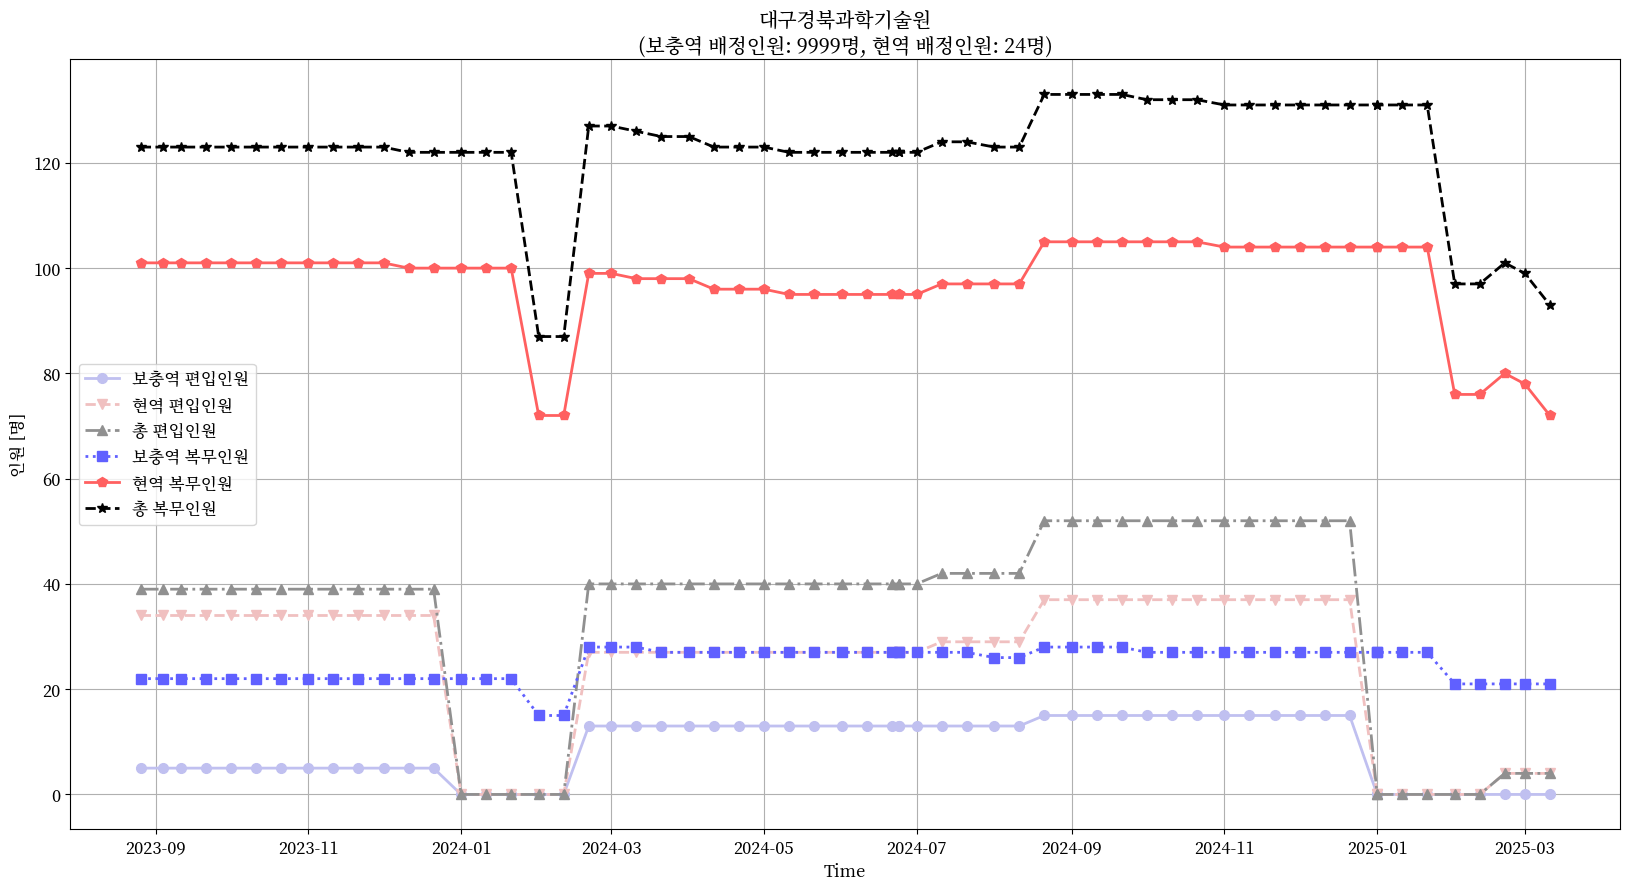 대구경북과학기술원
(보충역 배정인원: 9999명, 현역 배정인원: 24명)
인원 [명]
120
100
80
60
40
20
0
보충역 편입인원
현역 편입인원
총 편입인원
보충역 복무인원
현역 복무인원
총 복무인원
2023-09
2023-11
2024-01
2024-03
2024-05
2024-07
2024-09
2024-11
2025-01
2025-03
Time